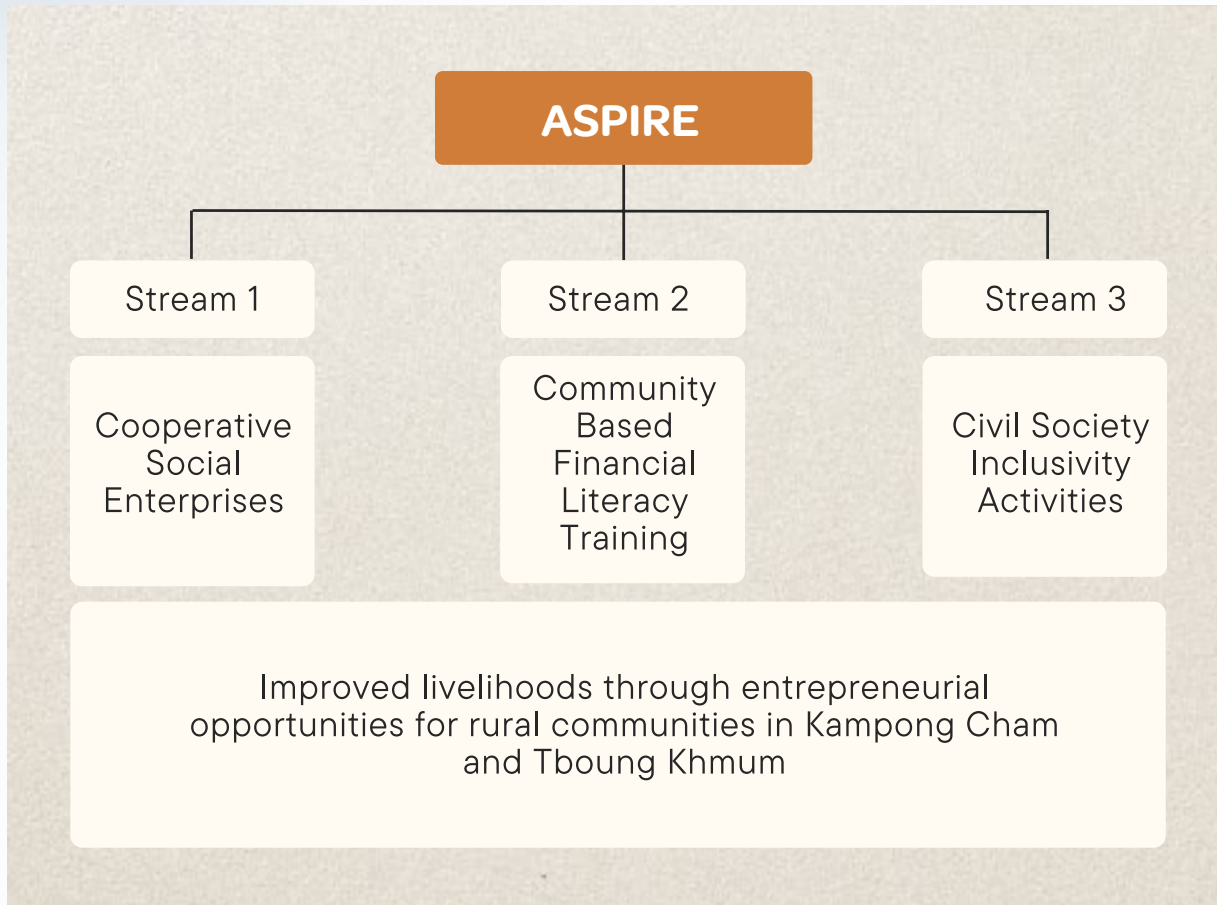 ASPIRE
Stream 1
Stream 2
Stream 3
Cooperative
Social
Enterprises
Community
Based
Financial
Literacy
Training
Civil Society
Inclusivity
Activities
Improved livelihoods through entrepreneurial
opportunities for rural communities in Kampong Cham
and Tboung Khmum